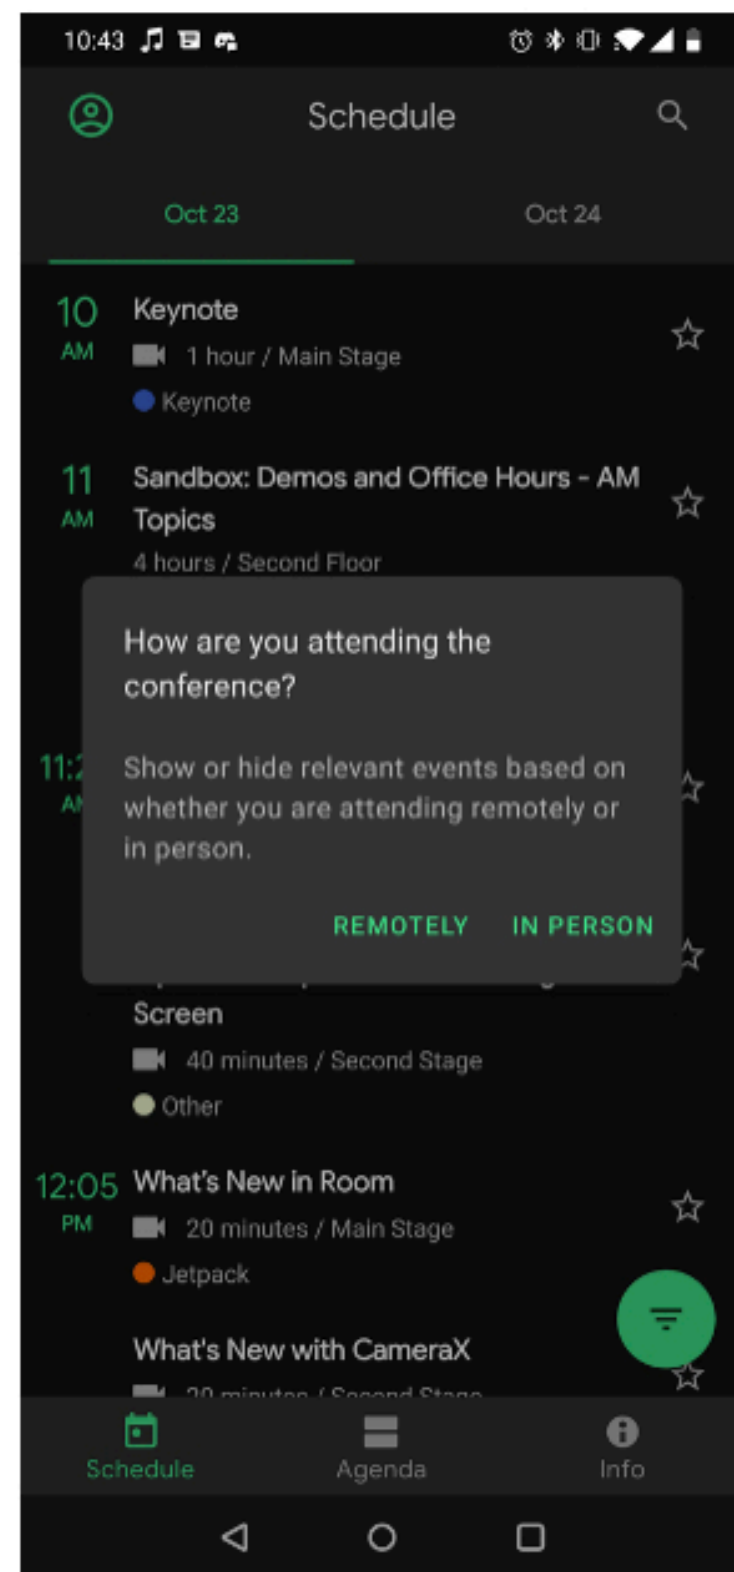 10:43
Schedule
Oct 23
Oct 24
10
AM
Keynote
1 hour / Main Stage
Keynote
11
AM
Sandbox: Demos and Office Hours - AM
Topics
4 hours / Second Floor
How are you attending the
conference?
Show or hide relevant events based on
whether you are attending remotely or
in person.
REMOTELY
IN PERSON
Screen
40 minutes / Second Stage
Other
12:05
PM
What's New in Room
20 minutes / Main Stage
Jetpack
What's New with CameraX
20 minutes / Second Stage
Schedule
Agenda
Info